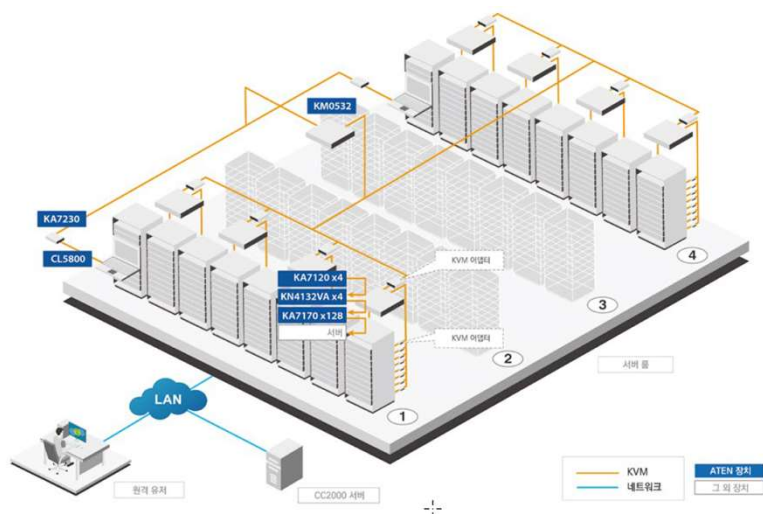 KM0532
KA7230
CL5800
KVM 어댑터
KA7120 x4
KN4132VA x4
KA7170 x128
서버
KVM 어댑터
1
2
3
4
서버 룸
LAN
원격 유저
CC2000 서버
KVM
네트워크
ATEN 장치
그 외 장치